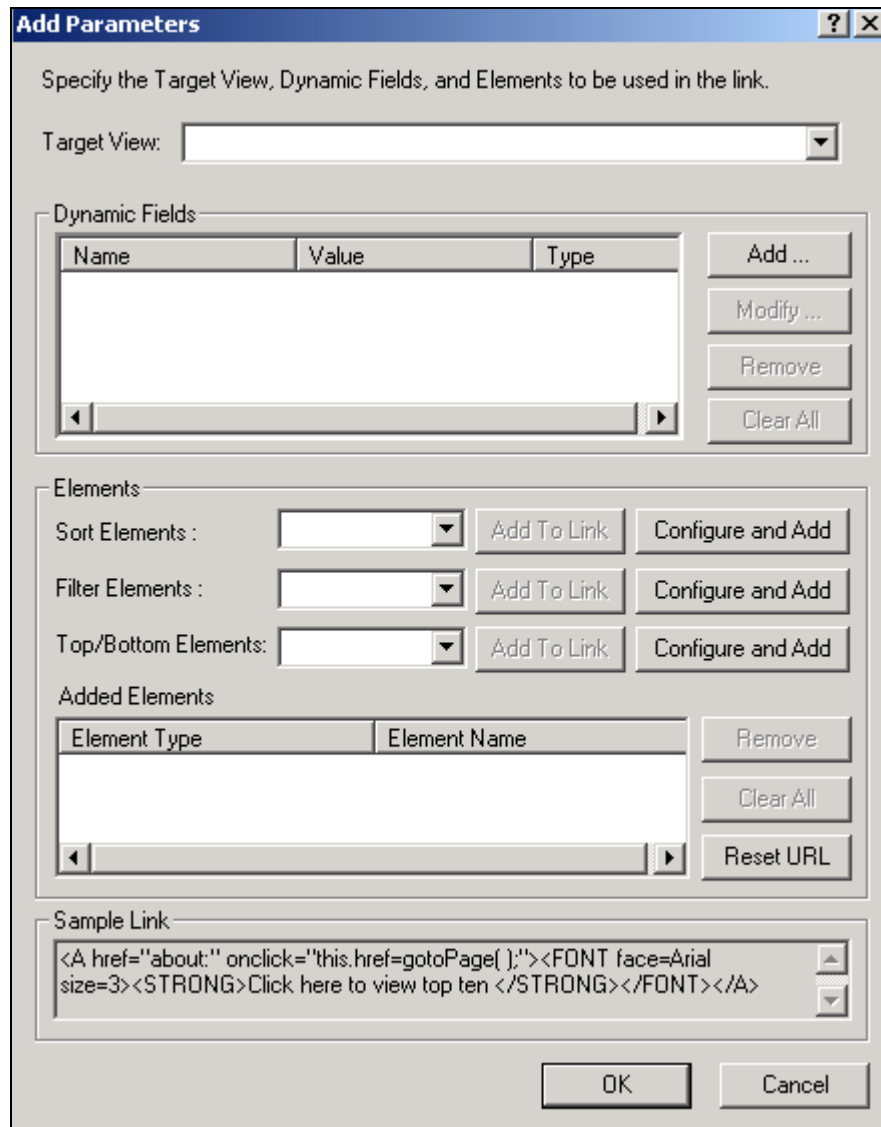 Add Parameters
Specify the Target View, Dynamic Fields, and Elements to be used in the link.
Target View:
Dynamic Fields
Name Value Type
Add ...
Modify ...
Remove
Clear All
Elements
Sort Elements : Add To Link Configure and Add
Filter Elements : Add To Link Configure and Add
Top/Bottom Elements: Add To Link Configure and Add
Added Elements
Element Type Element Name
Remove
Clear All
Reset URL
Sample Link
<A href="about:" onclick="this.href=gotoPage( );"><FONT face=Arial
size=3><STRONG>Click here to view top ten </STRONG></FONT></A>
OK Cancel